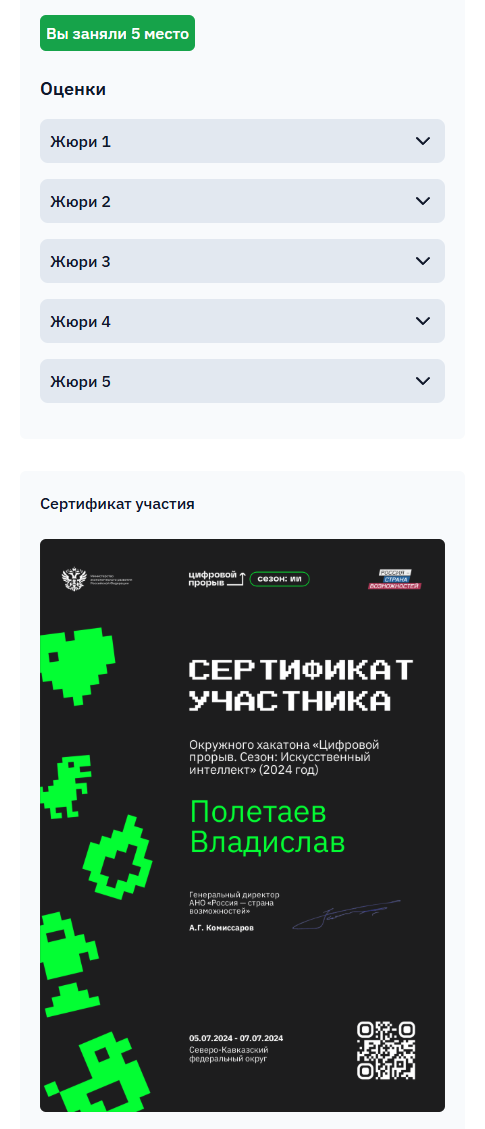 Вы заняли 5 место
Оценки
Жюри 1
Жюри 2
Жюри 3
Жюри 4
Жюри 5
Сертификат участия
цифровой
прорыв
сезон: ии
РОССИЯ —
СТРАНА
ВОЗМОЖНОСТЕЙ
СЕРТИФИКАТ
УЧАСТНИКА
Окружного хакатона «Цифровой
прорыв. Сезон: Искусственный
интеллект» (2024 год)
Полетаев
Владислав
Генеральный директор
АНО «Россия — страна
возможностей»
А.Г. Комиссаров
05.07.2024 - 07.07.2024
Северо-Кавказский
федеральный округ